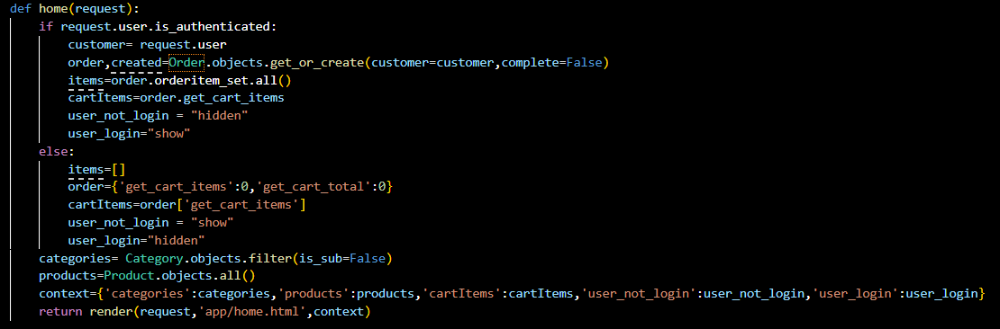 def home(request):
    if request.user.is_authenticated:
        customer= request.user
        order,created=Order.objects.get_or_create(customer=customer,complete=False)
        items=order.orderitem_set.all()
        cartItems=order.get_cart_items
        user_not_login = "hidden"
        user_login="show"
    else:
        items=[]
        order={'get_cart_items':0,'get_cart_total':0}
        cartItems=order['get_cart_items']
        user_not_login = "show"
        user_login="hidden"
    categories= Category.objects.filter(is_sub=False)
    products=Product.objects.all()
    context={'categories':categories,'products':products,'cartItems':cartItems,'user_not_login':user_not_login,'user_login':user_login}
    return render(request,'app/home.html',context)